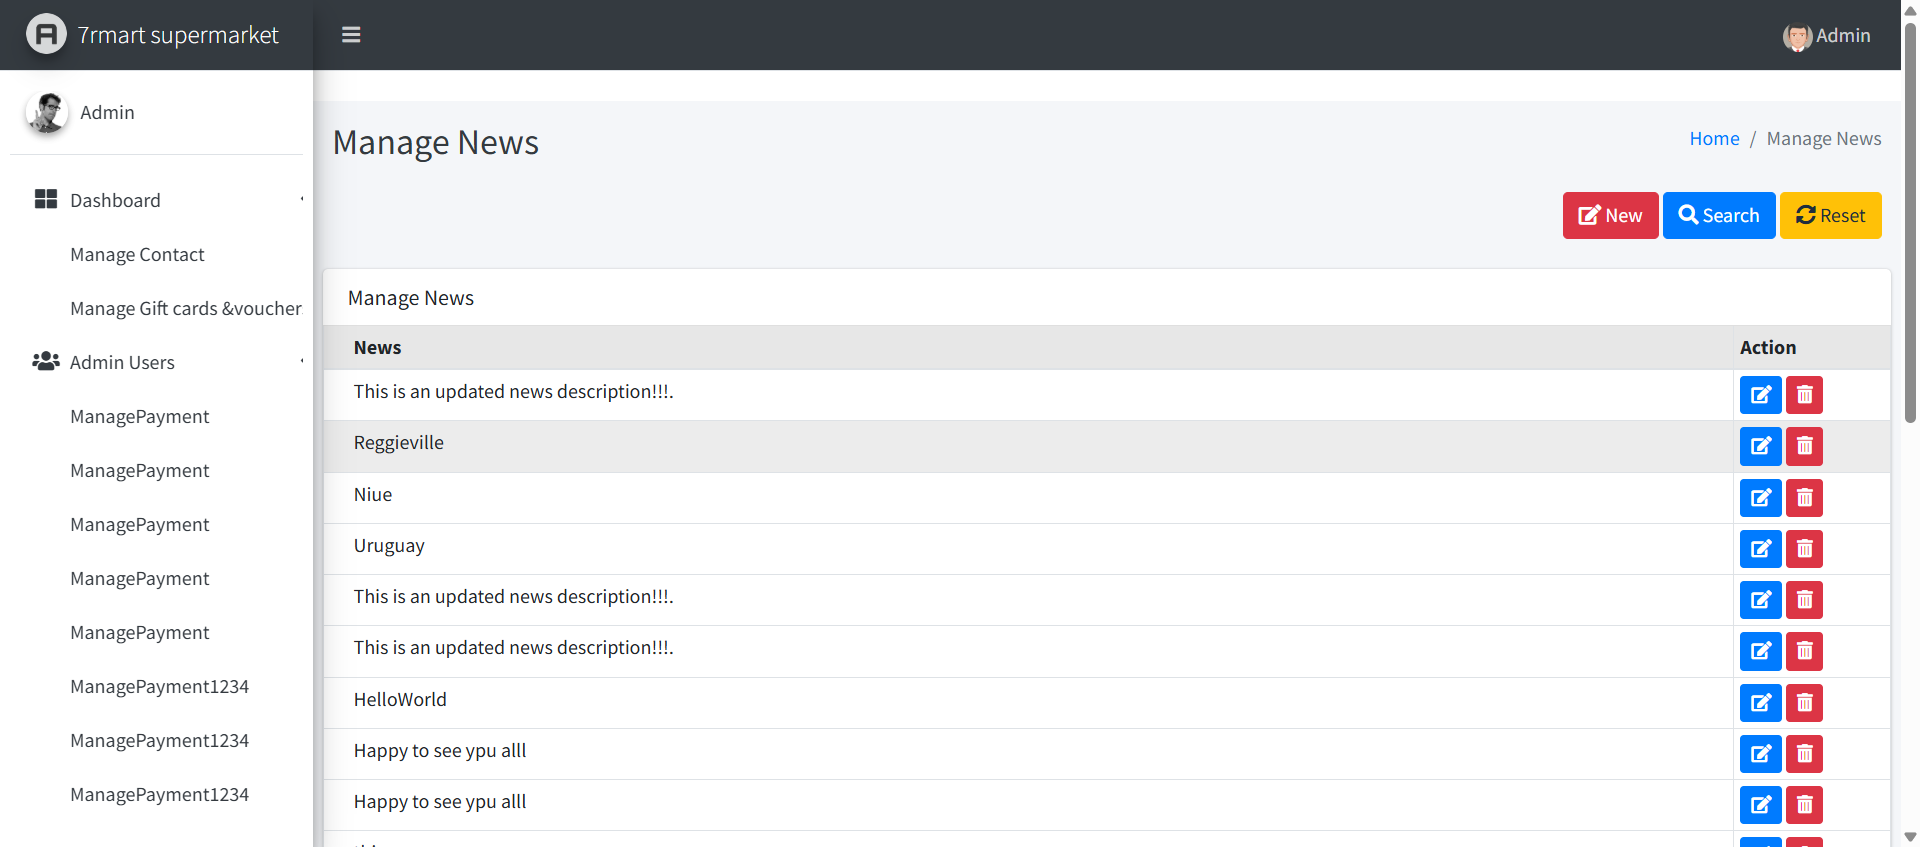 7rmart supermarket
Admin
Admin
Manage News
Home / Manage News
New
Search
Reset
Dashboard
Manage Contact
Manage Gift cards &voucher
Admin Users
ManagePayment
ManagePayment
ManagePayment
ManagePayment
ManagePayment
ManagePayment1234
ManagePayment1234
ManagePayment1234
Manage News
News Action
This is an updated news description!!!.
Reggieville
Niue
Uruguay
This is an updated news description!!!.
This is an updated news description!!!.
HelloWorld
Happy to see ypu alll
Happy to see ypu alll